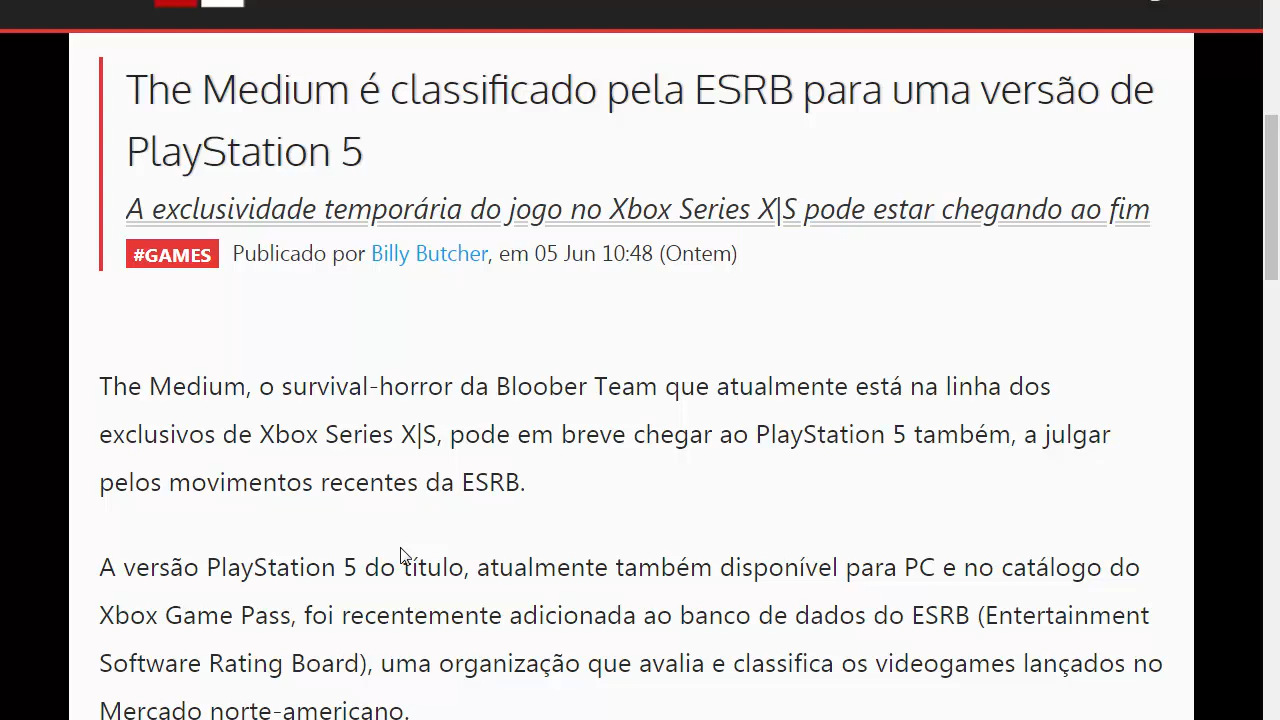 The Medium é classificado pela ESRB para uma versão de
PlayStation 5
A exclusividade temporária do jogo no Xbox Series X|S pode estar chegando ao fim
#GAMES Publicado por Billy Butcher, em 05 Jun 10:48 (Ontem)
The Medium, o survival-horror da Bloober Team que atualmente está na linha dos
exclusivos de Xbox Series X|S, pode em breve chegar ao PlayStation 5 também, a julgar
pelos movimentos recentes da ESRB.
A versão PlayStation 5 do título, atualmente também disponível para PC e no catálogo do
Xbox Game Pass, foi recentemente adicionada ao banco de dados do ESRB (Entertainment
Software Rating Board), uma organização que avalia e classifica os videogames lançados no
Mercado norte-americano.